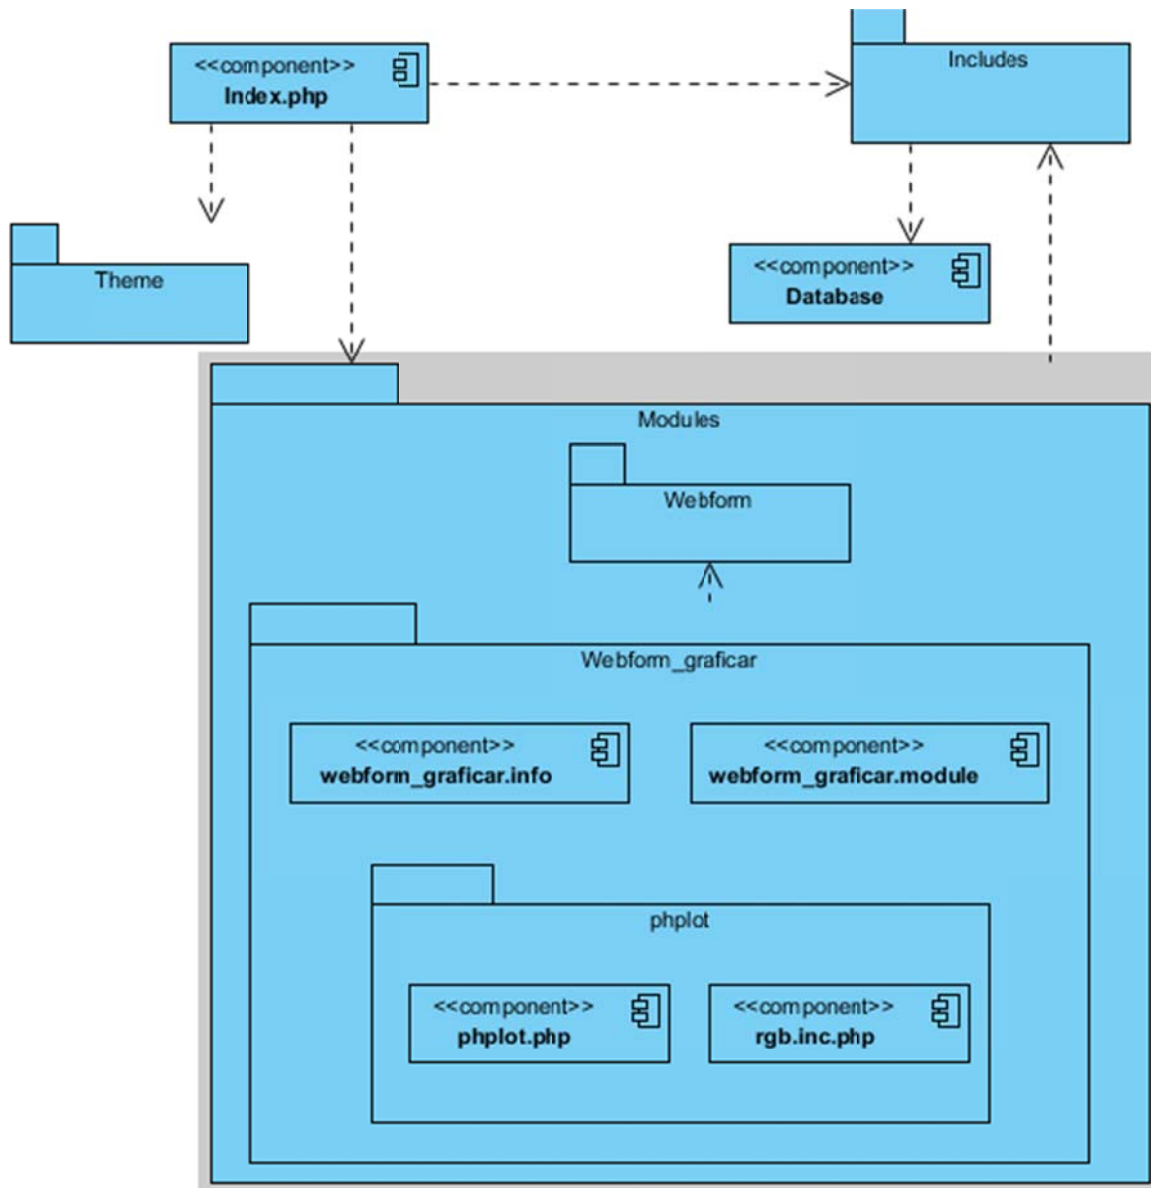 <<component>>
Index.php
Includes
Theme
<<component>>
Database
Modules
Webform
Webform_graficar
<<component>>
webform_graficar.info
<<component>>
webform_graficar.module
phplot
<<component>>
phplot.php
<<component>>
rgb.inc.php